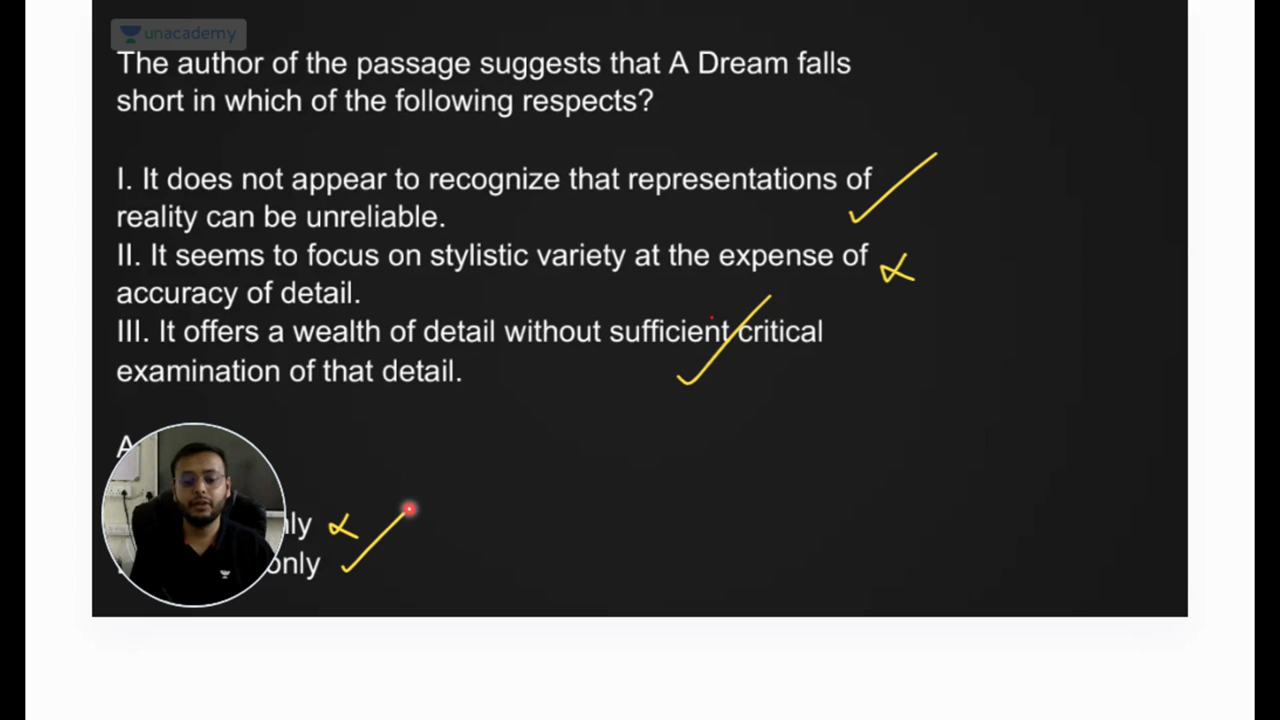 unacademy
The author of the passage suggests that A Dream falls
short in which of the following respects?
I. It does not appear to recognize that representations of
reality can be unreliable.
II. It seems to focus on stylistic variety at the expense of
accuracy of detail.
III. It offers a wealth of detail without sufficient critical
examination of that detail.
A
only